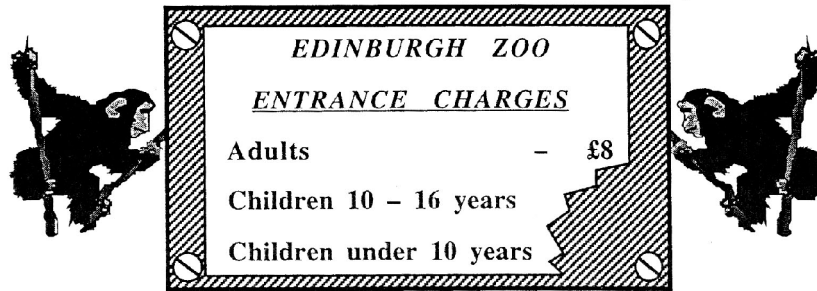 EDINBURGH ZOO
ENTRANCE CHARGES
Adults – £8
Children 10 – 16 years
Children under 10 years